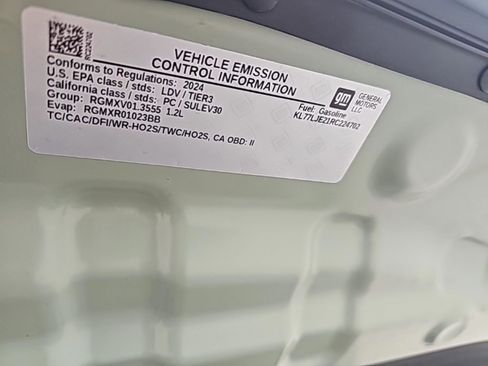 RC224702
VEHICLE EMISSION
CONTROL INFORMATION
Conforms to Regulations: 2024
U.S. EPA class / stds: LDV / TIER3
California class / stds: PC / SULEV30
Group: RGMXV01.3555 1.2L
Evap: RGMXR01023BB
TC/CAC/DFI/WR-HO2S/TWC/HO2S, CA OBD: II
Fuel: Gasoline
KL77LJE21RC224702
gm
GENERAL
MOTORS
LLC